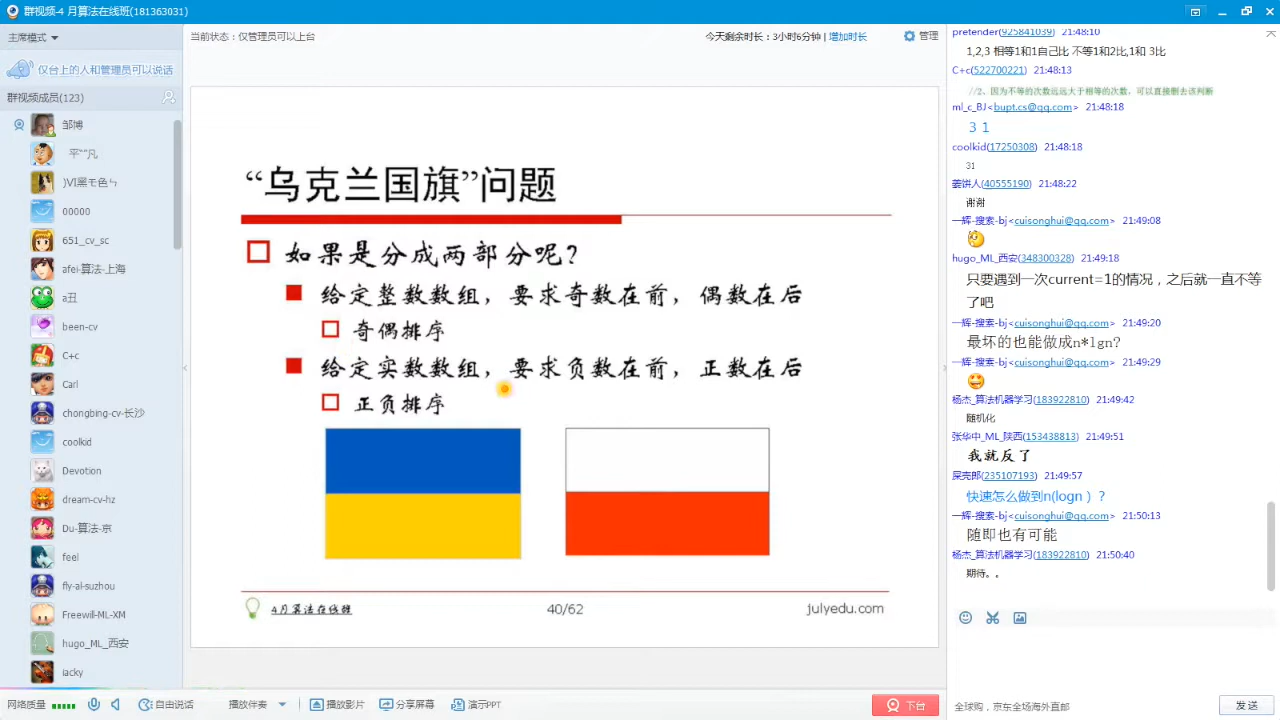 群视频-4 月算法在线班(181363031)
主席模式
仅台上的人和管理员可以说话
群视频成员(123)
邹博
平˜"凡
00000
651_cv_sc
afei-算法-上海
a丑
been-cv
C+c
Carl
chongbing-cv-长沙
coolkid
Devotion
dream-cv-hz
Du-算法-京
feei
fly-al-suzhou
Freewill-ML-XM
hugo_ML_西安
iacky
网络质量
自由说话
播放伴奏
播放影片
分享屏幕
演示PPT
下台
当前状态：仅管理员可以上台
今天剩余时长：3小时6分钟 | 增加时长
管理
“乌克兰国旗”问题
如果是分成两部分呢？
给定整数数组，要求奇数在前，偶数在后
奇偶排序
给定实数数组，要求负数在前，正数在后
正负排序
4月算法在线班
40/62
julyedu.com
pretender(925841039) 21:48:10
1,2,3 相等1和1自己比 不等1和2比,1和 3比
C+c(522700221) 21:48:13
//2、因为不等的次数远远大于相等的次数，可以直接删去该判断
ml_c_BJ<bupt.cs@qq.com> 21:48:18
3 1
coolkid(17250308) 21:48:18
31
姜饼人(40555190) 21:48:22
谢谢
一辉-搜索-bj<cuisonghui@qq.com> 21:49:08
hugo_ML_西安(348300328) 21:49:18
只要遇到一次current=1的情况，之后就一直不等
了吧
一辉-搜索-bj<cuisonghui@qq.com> 21:49:20
最坏的也能做成n*lgn?
一辉-搜索-bj<cuisonghui@qq.com> 21:49:29
杨杰_算法机器学习(183922810) 21:49:42
随机化
张华中_ML_陕西(153438813) 21:49:51
我就反了
屎壳郎(235107193) 21:49:57
快速怎么做到n(logn）？
一辉-搜索-bj<cuisonghui@qq.com> 21:50:13
随即也有可能
杨杰_算法机器学习(183922810) 21:50:40
期待。。
全球购，京东全场海外直邮
发送